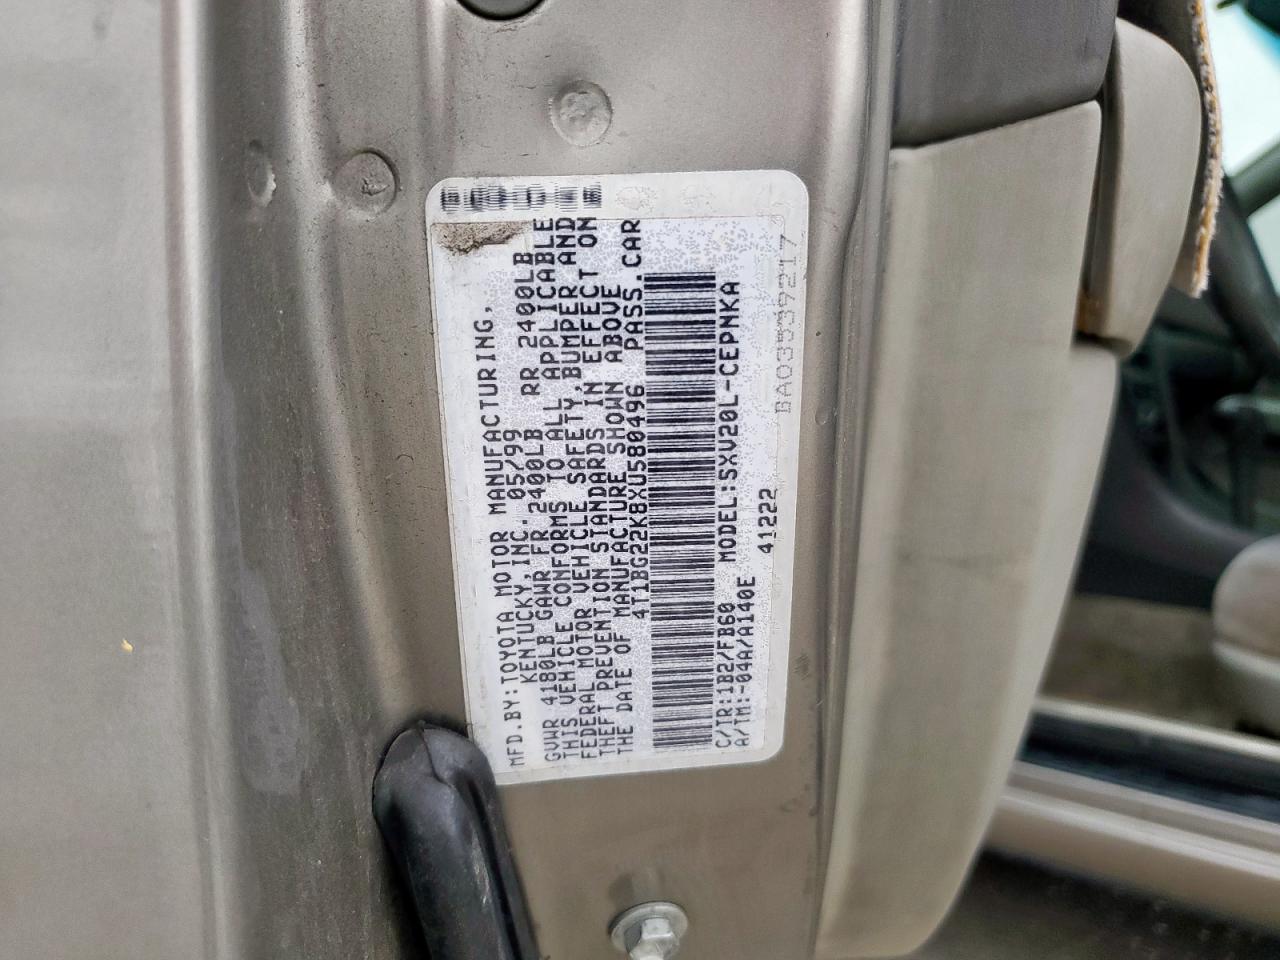 MFD.BY:TOYOTA MOTOR MANUFACTURING,
KENTUCKY,INC. 05/99
GVWR 4180LB GAWR FR 2400LB RR 2400LB
THIS VEHICLE CONFORMS TO ALL APPLICABLE
FEDERAL MOTOR VEHICLE SAFETY,BUMPER AND
THEFT PREVENTION STANDARDS IN EFFECT ON
THE DATE OF MANUFACTURE SHOWN ABOVE
4T1BG22K8XU580496 PASS.CAR
C/TR:1B2/FB60 MODEL:SXV20L-CEPNKA
A/TM:-04A/A140E
41222
BA03539217